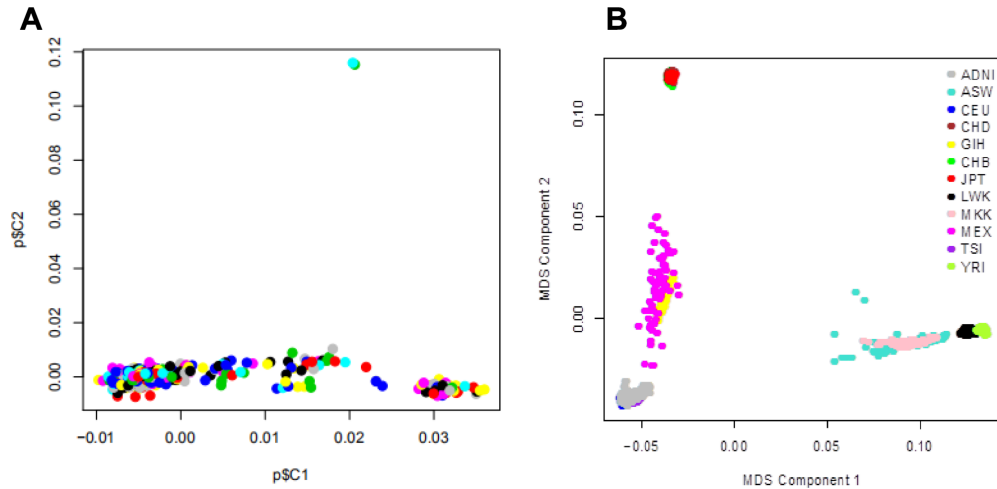 A
B
0.12
0.10
0.08
0.06
0.04
0.02
0.00
p$C2
−0.01
0.00
0.01
0.02
0.03
p$C1
0.10
0.05
0.00
MDS Component 2
−0.05
0.00
0.05
0.10
MDS Component 1
ADNI
ASW
CEU
CHD
GIH
CHB
JPT
LWK
MKK
MEX
TSI
YRI